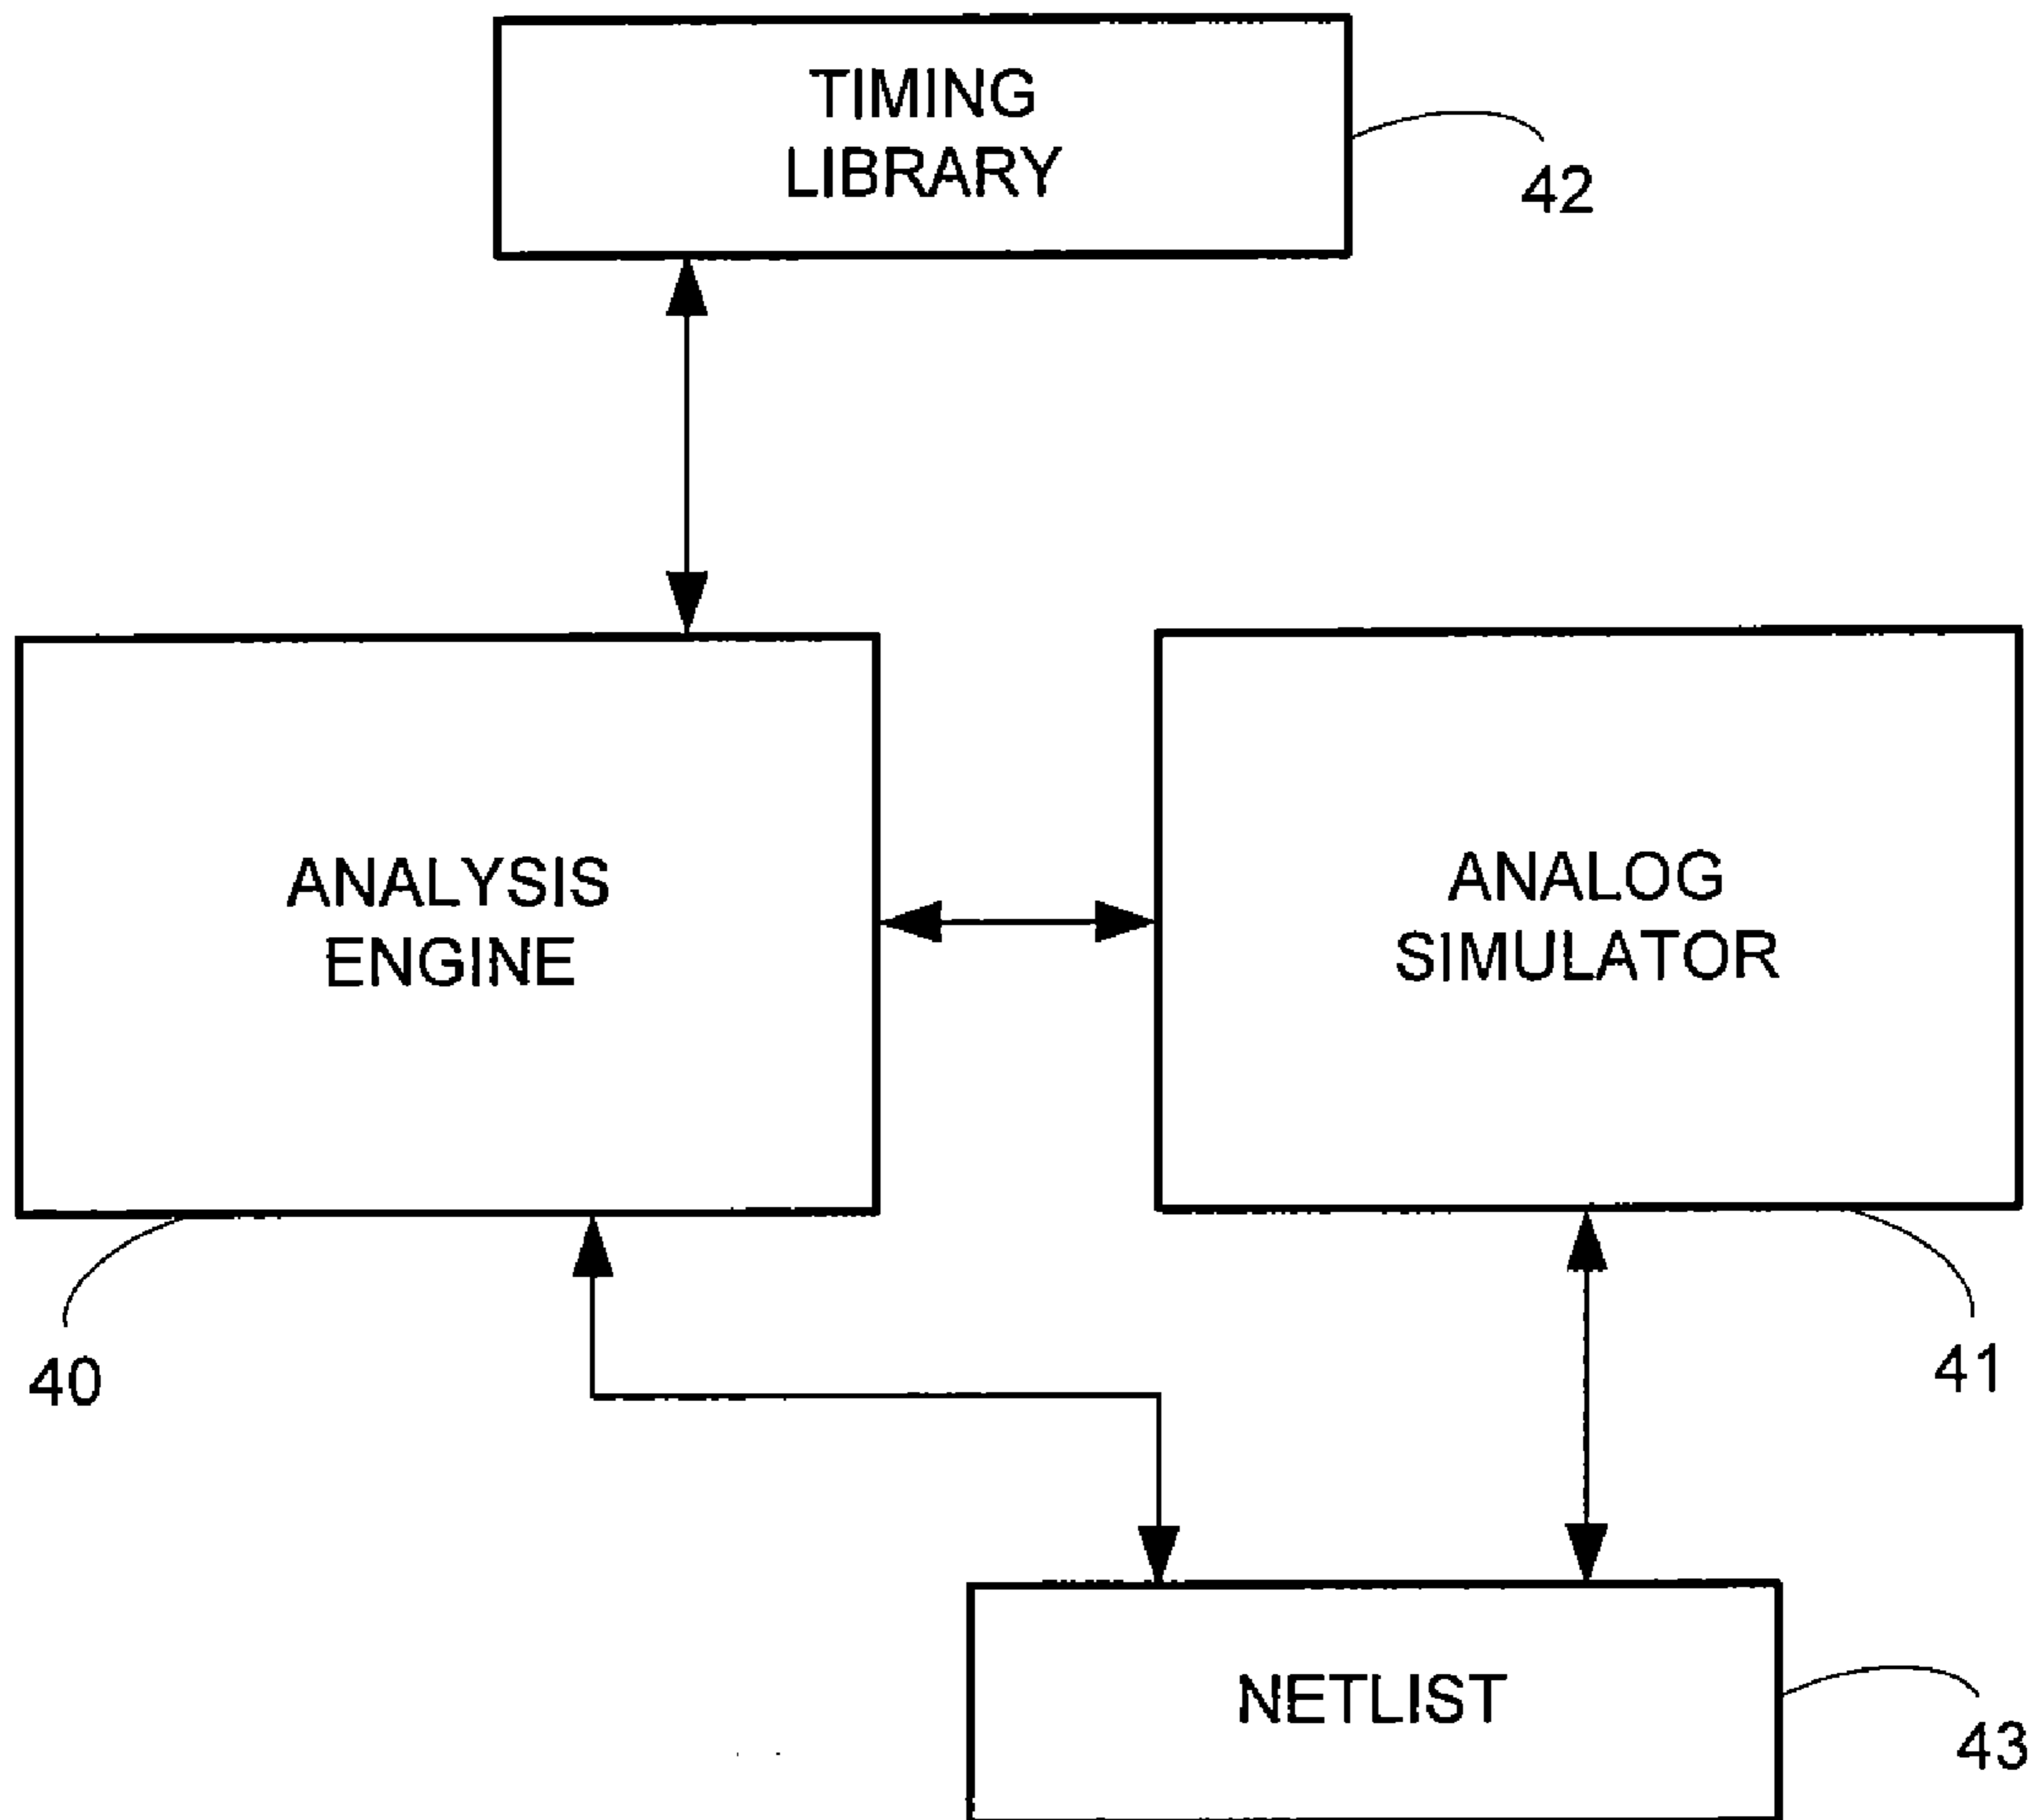 TIMING
LIBRARY
42
ANALYSIS
ENGINE
ANALOG
SIMULATOR
40
41
NETLIST
43